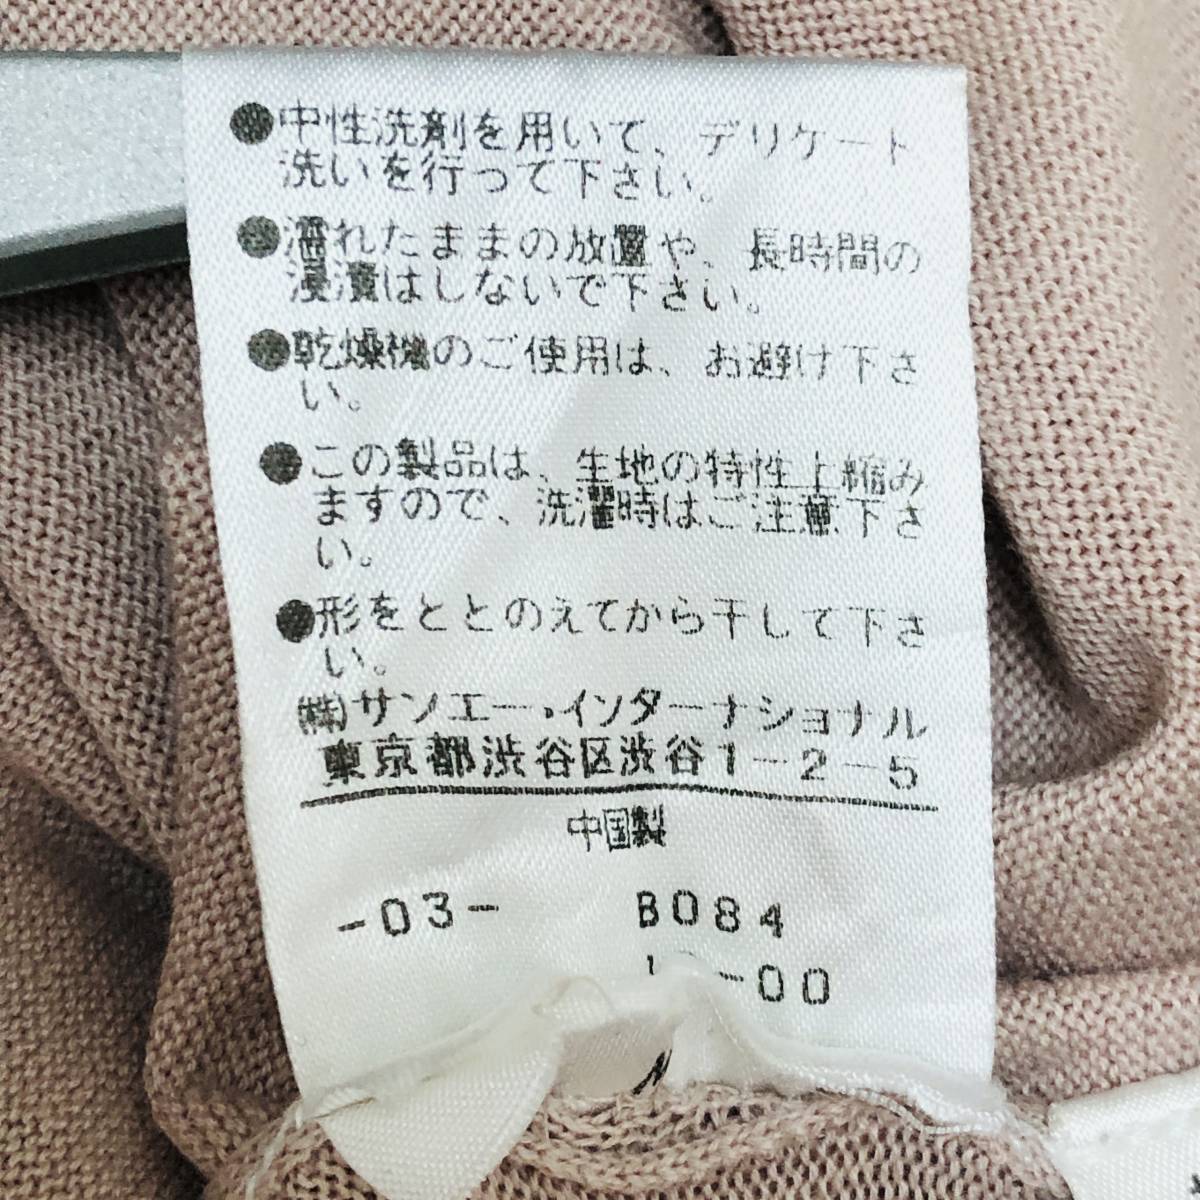 ●中性洗剤を用いて、デリケート
洗いを行って下さい。
●濡れたままの放置や、長時間の
浸漬はしないで下さい。
●乾燥機のご使用は、お避け下さ
い。
●この製品は、生地の特性上縮み
ますので、洗濯時はご注意下さ
い。
●形をととのえてから干して下さ
い。
㈱サンエー・インターナショナル
東京都渋谷区渋谷1-2-5
中国製
-03- B084
-00